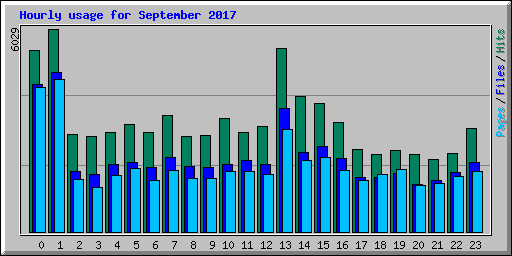 Hourly usage for September 2017
6029
Pages / Files / Hits
0 1 2 3 4 5 6 7 8 9 10 11 12 13 14 15 16 17 18 19 20 21 22 23